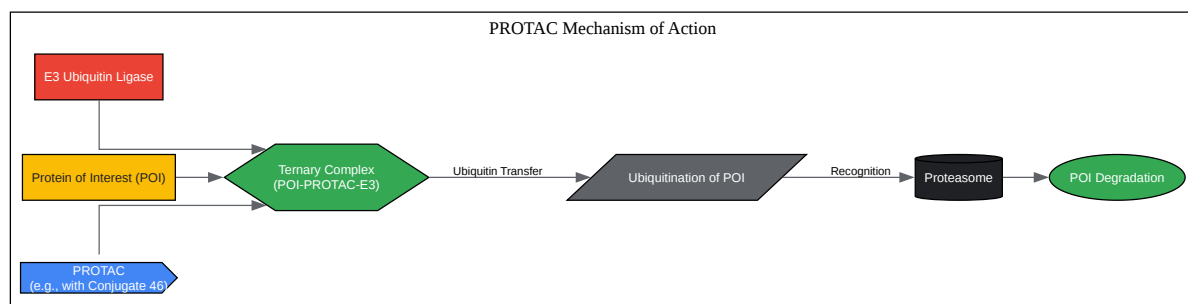 PROTAC Mechanism of Action
E3 Ubiquitin Ligase
Protein of Interest (POI)
PROTAC
(e.g., with Conjugate 46)
Ternary Complex
(POI-PROTAC-E3)
Ubiquitin Transfer
Ubiquitination of POI
Recognition
Proteasome
POI Degradation